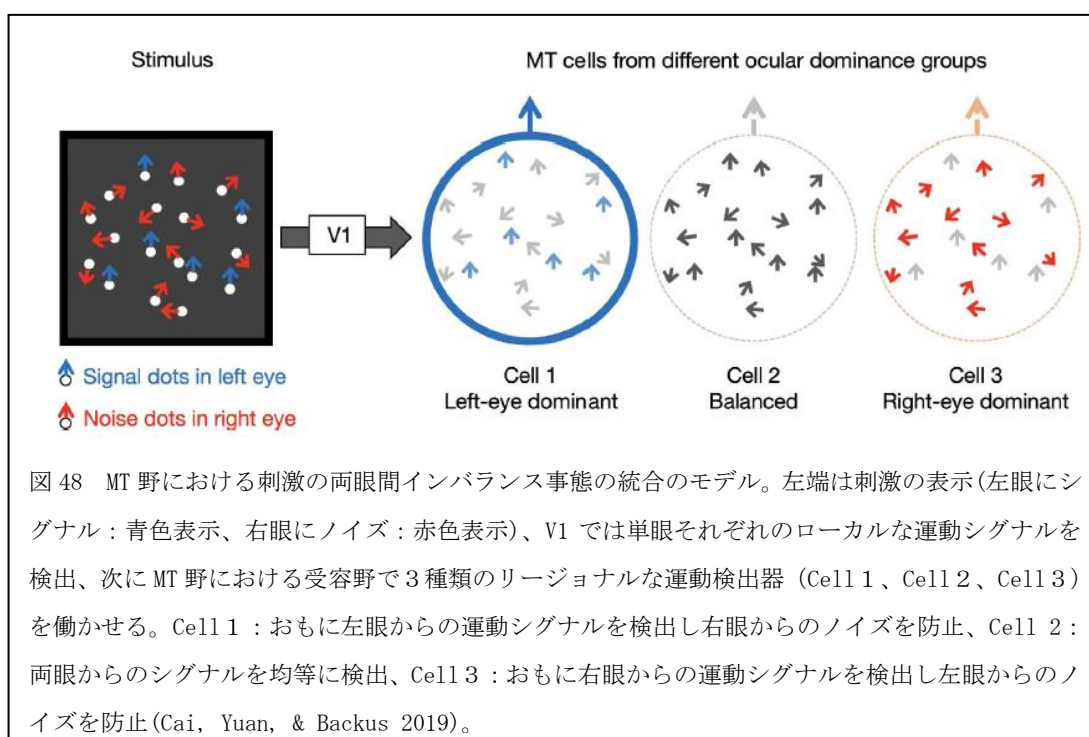 Stimulus
MT cells from different ocular dominance groups
V1
Signal dots in left eye
Noise dots in right eye
Cell 1
Left-eye dominant
Cell 2
Balanced
Cell 3
Right-eye dominant
図 48 MT 野における刺激の両眼間インバランス事態の統合のモデル。左端は刺激の表示(左眼にシ
グナル：青色表示、右眼にノイズ：赤色表示)、V1 では単眼それぞれのローカルな運動シグナルを
検出、次に MT 野における受容野で３種類のリージョナルな運動検出器（Cell１、Cell２、Cell３）
を働かせる。Cell１：おもに左眼からの運動シグナルを検出し右眼からのノイズを防止、Cell 2：
両眼からのシグナルを均等に検出、Cell３：おもに右眼からの運動シグナルを検出し左眼からのノ
イズを防止(Cai, Yuan, & Backus 2019)。